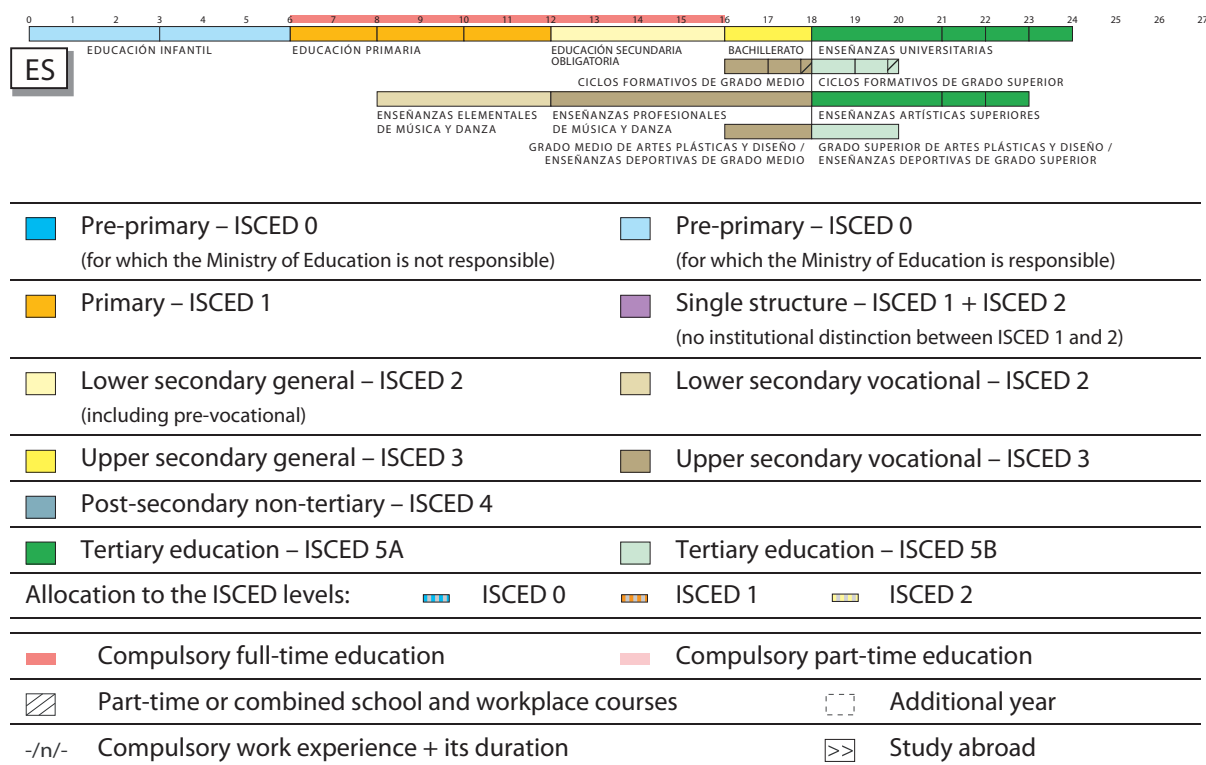 0 1 2 3 4 5 6 7 8 9 10 11 12 13 14 15 16 17 18 19 20 21 22 23 24 25 26 27
EDUCACIÓN INFANTIL EDUCACIÓN PRIMARIA EDUCACIÓN SECUNDARIA BACHILLERATO ENSEÑANZAS UNIVERSITARIAS
OBLIGATORIA
ES
CICLOS FORMATIVOS DE GRADO MEDIO CICLOS FORMATIVOS DE GRADO SUPERIOR
ENSEÑANZAS ELEMENTALES ENSEÑANZAS PROFESIONALES ENSEÑANZAS ARTÍSTICAS SUPERIORES
DE MÚSICA Y DANZA DE MÚSICA Y DANZA
GRADO MEDIO DE ARTES PLÁSTICAS Y DISEÑO / GRADO SUPERIOR DE ARTES PLÁSTICAS Y DISEÑO /
ENSEÑANZAS DEPORTIVAS DE GRADO MEDIO ENSEÑANZAS DEPORTIVAS DE GRADO SUPERIOR
Pre-primary – ISCED 0 Pre-primary – ISCED 0
(for which the Ministry of Education is not responsible) (for which the Ministry of Education is responsible)
Primary – ISCED 1 Single structure – ISCED 1 + ISCED 2
(no institutional distinction between ISCED 1 and 2)
Lower secondary general – ISCED 2 Lower secondary vocational – ISCED 2
(including pre-vocational)
Upper secondary general – ISCED 3 Upper secondary vocational – ISCED 3
Post-secondary non-tertiary – ISCED 4
Tertiary education – ISCED 5A Tertiary education – ISCED 5B
Allocation to the ISCED levels: ISCED 0 ISCED 1 ISCED 2
Compulsory full-time education Compulsory part-time education
Part-time or combined school and workplace courses Additional year
-/n/- Compulsory work experience + its duration >> Study abroad